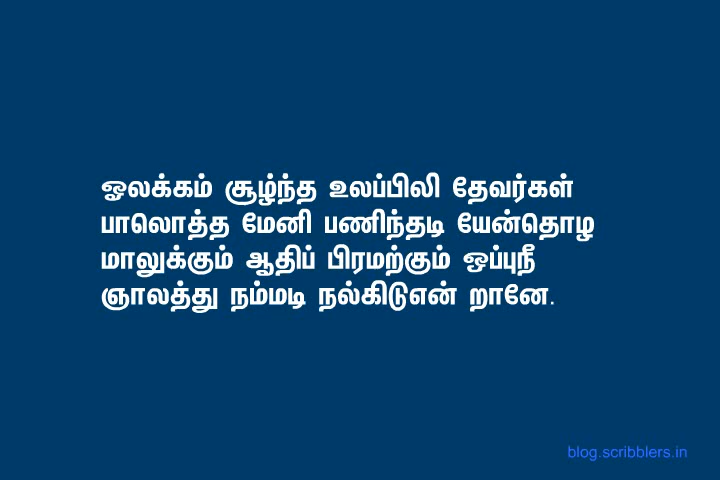 ஓலக்கம் சூழ்ந்த உலப்பிலி தேவர்கள்
பாலொத்த மேனி பணிந்தடி யேன்தொழ
மாலுக்கும் ஆதிப் பிரமற்கும் ஒப்புநீ
ஞாலத்து நம்மடி நல்கிடுஎன் றானே.
blog.scribblers.in